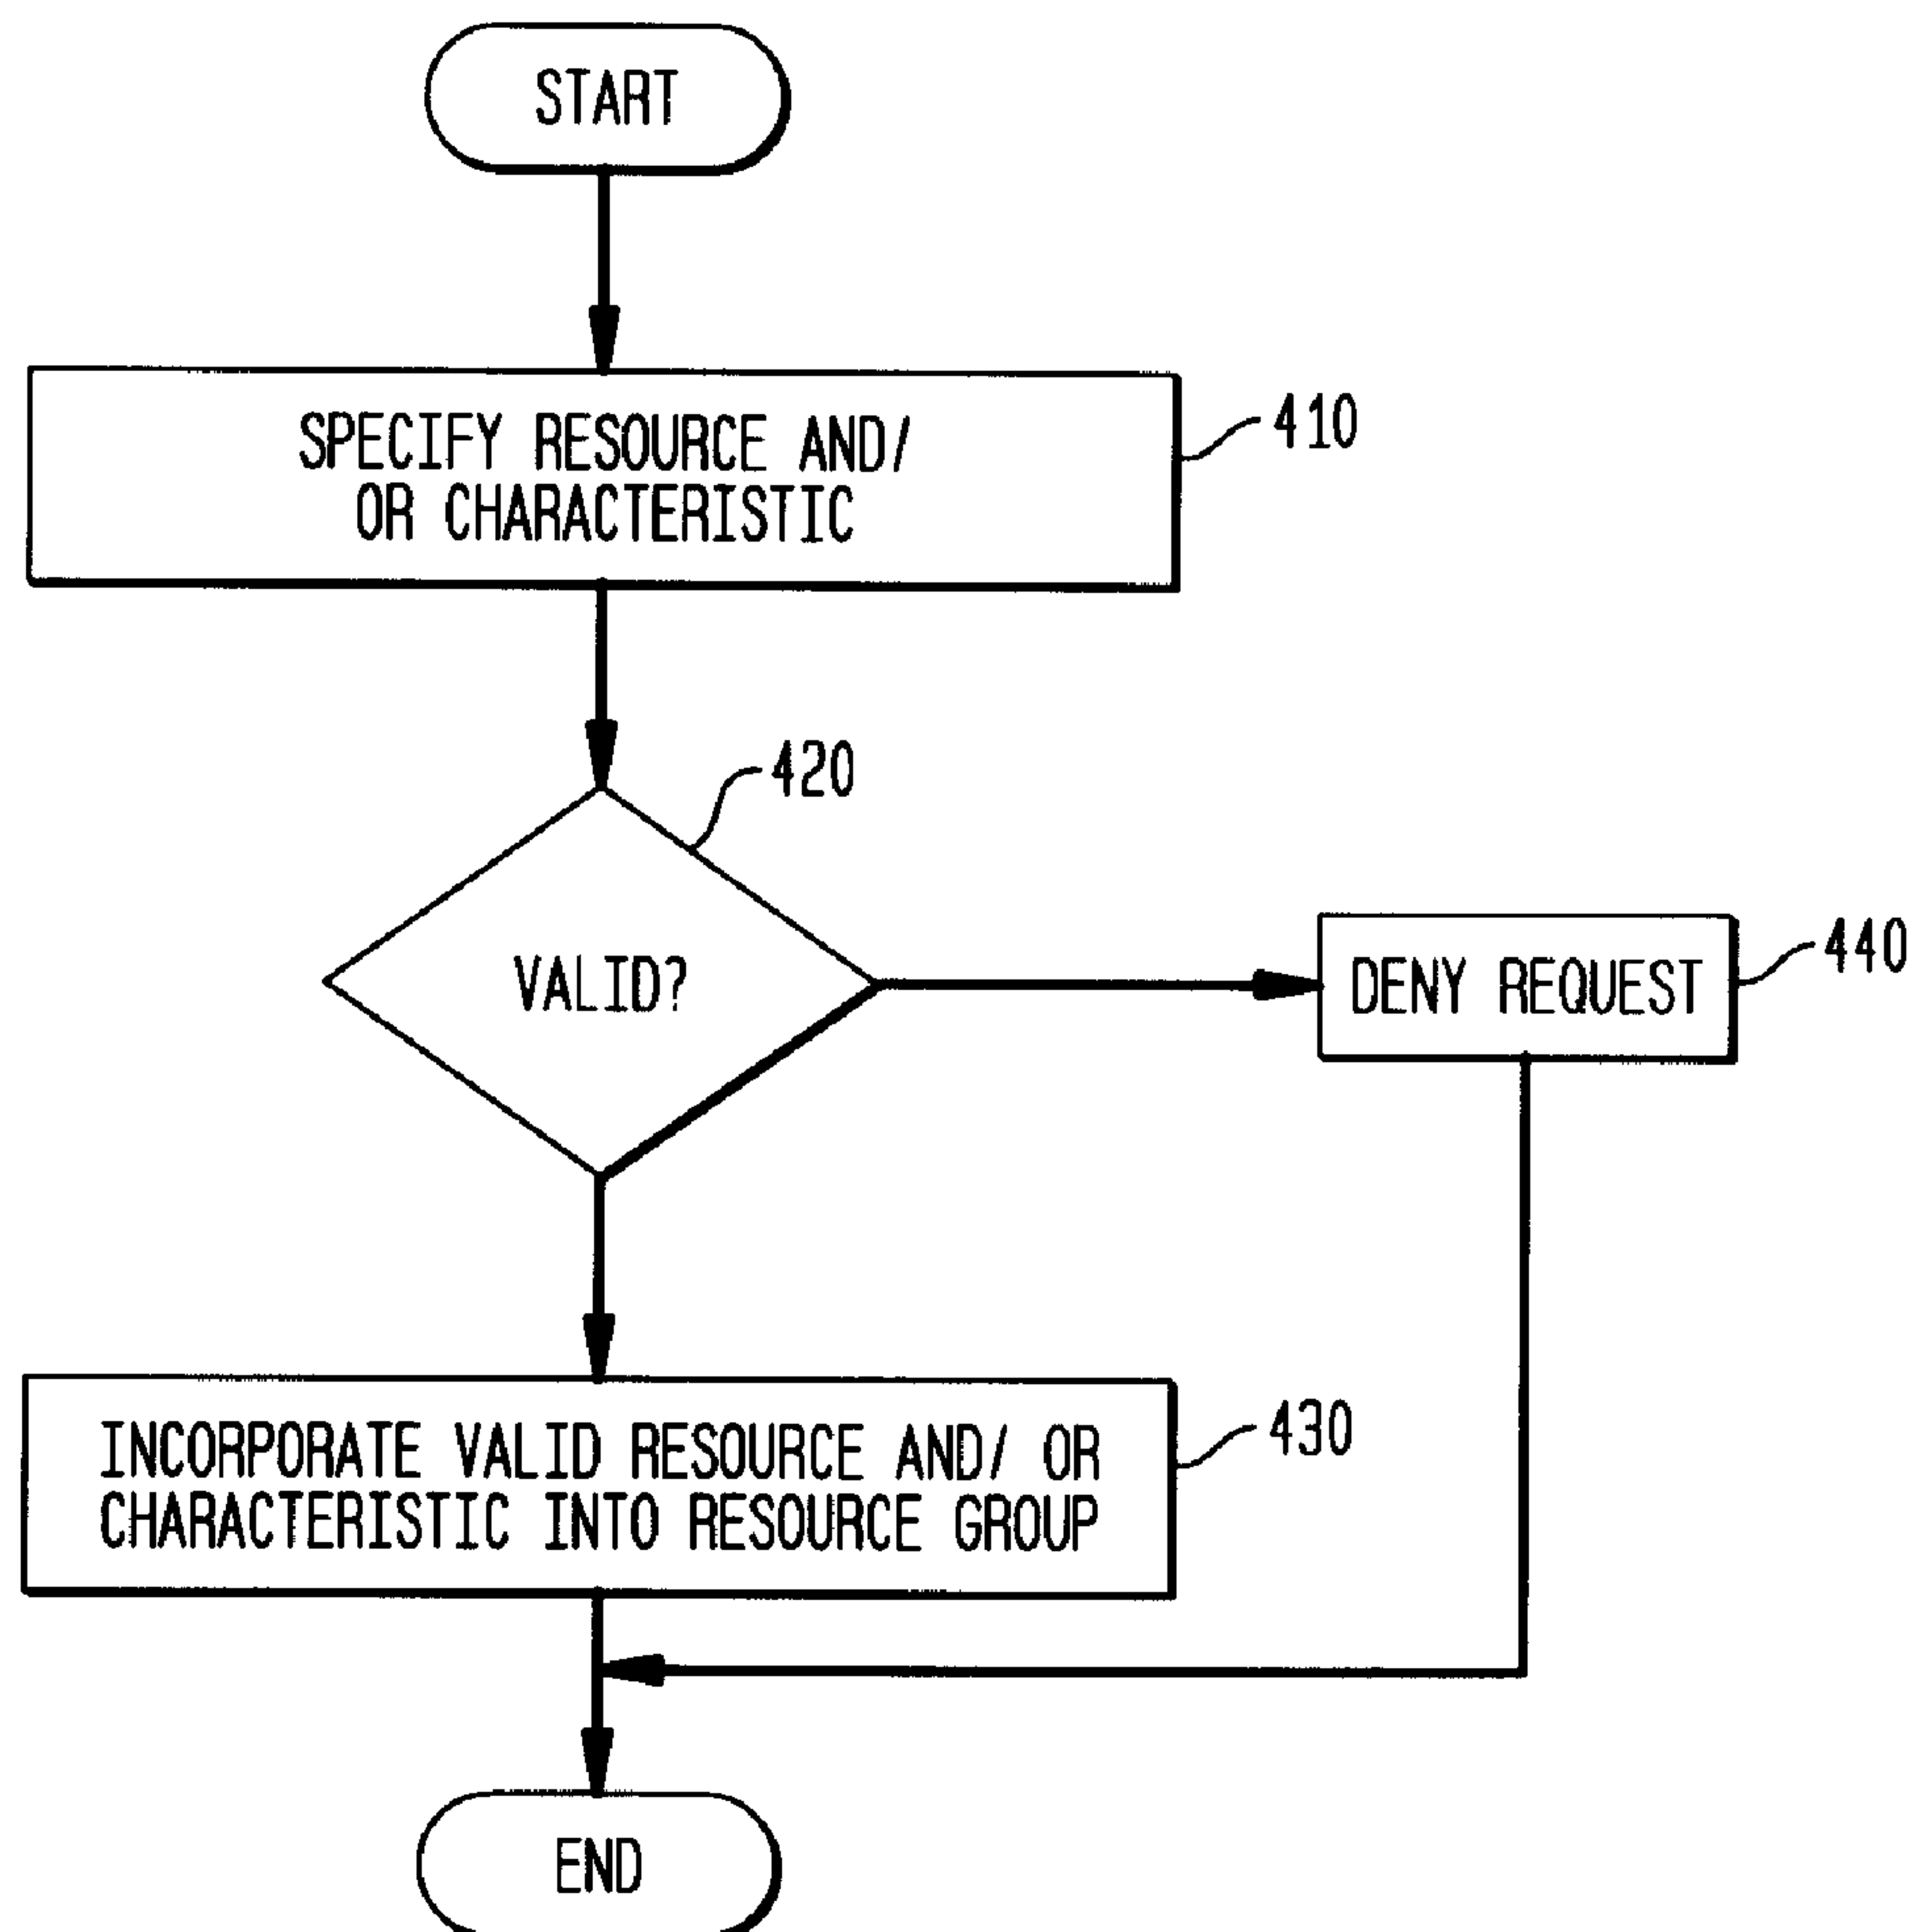 START
SPECIFY RESOURCE AND/
OR CHARACTERISTIC
410
420
VALID?
DENY REQUEST
440
INCORPORATE VALID RESOURCE AND/ OR
CHARACTERISTIC INTO RESOURCE GROUP
430
END